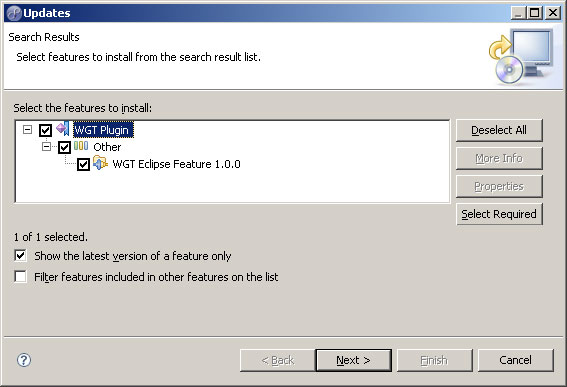 Updates
Search Results
Select features to install from the search result list.
Select the features to install:
WGT Plugin
Other
WGT Eclipse Feature 1.0.0
Deselect All
More Info
Properties
Select Required
1 of 1 selected.
Show the latest version of a feature only
Filter features included in other features on the list
?
< Back
Next >
Finish
Cancel